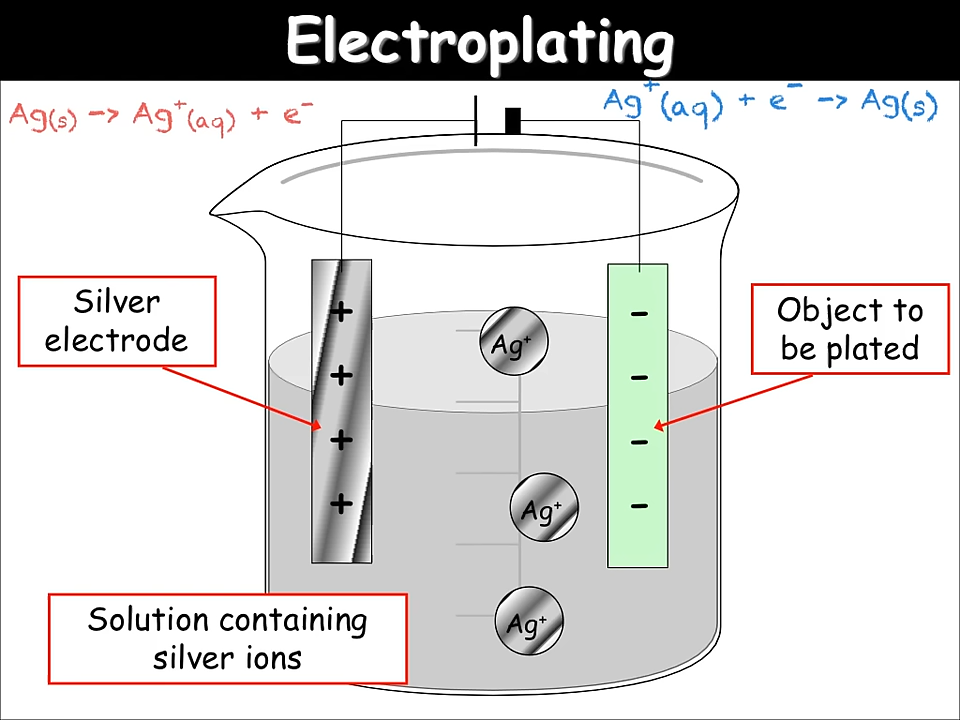 Electroplating
Ag(s) -> Ag⁺(aq) + e⁻
Ag⁺(aq) + e⁻ -> Ag(s)
Silver
electrode
+
+
+
+
Ag⁺
Ag⁺
Ag⁺
-
-
-
-
Object to
be plated
Solution containing
silver ions